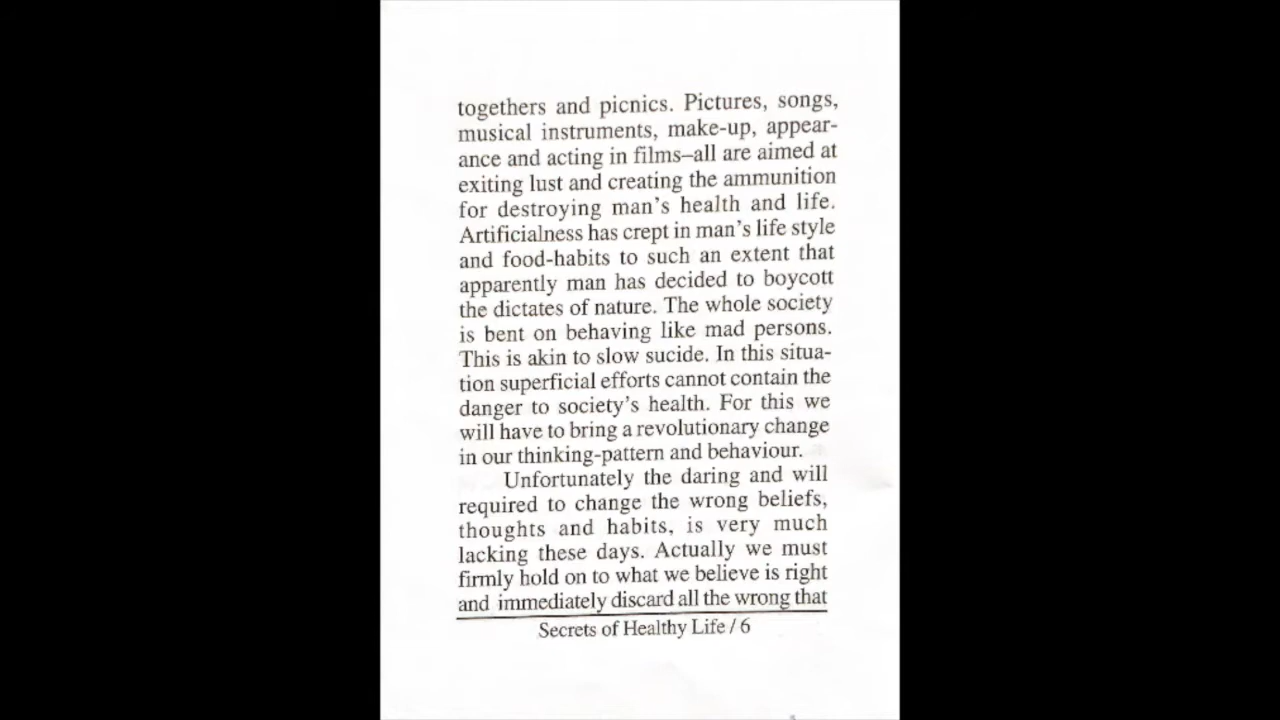 togethers and picnics. Pictures, songs,
musical instruments, make-up, appear-
ance and acting in films–all are aimed at
exiting lust and creating the ammunition
for destroying man's health and life.
Artificialness has crept in man's life style
and food-habits to such an extent that
apparently man has decided to boycott
the dictates of nature. The whole society
is bent on behaving like mad persons.
This is akin to slow sucide. In this situa-
tion superficial efforts cannot contain the
danger to society's health. For this we
will have to bring a revolutionary change
in our thinking-pattern and behaviour.
Unfortunately the daring and will
required to change the wrong beliefs,
thoughts and habits, is very much
lacking these days. Actually we must
firmly hold on to what we believe is right
and immediately discard all the wrong that
Secrets of Healthy Life / 6